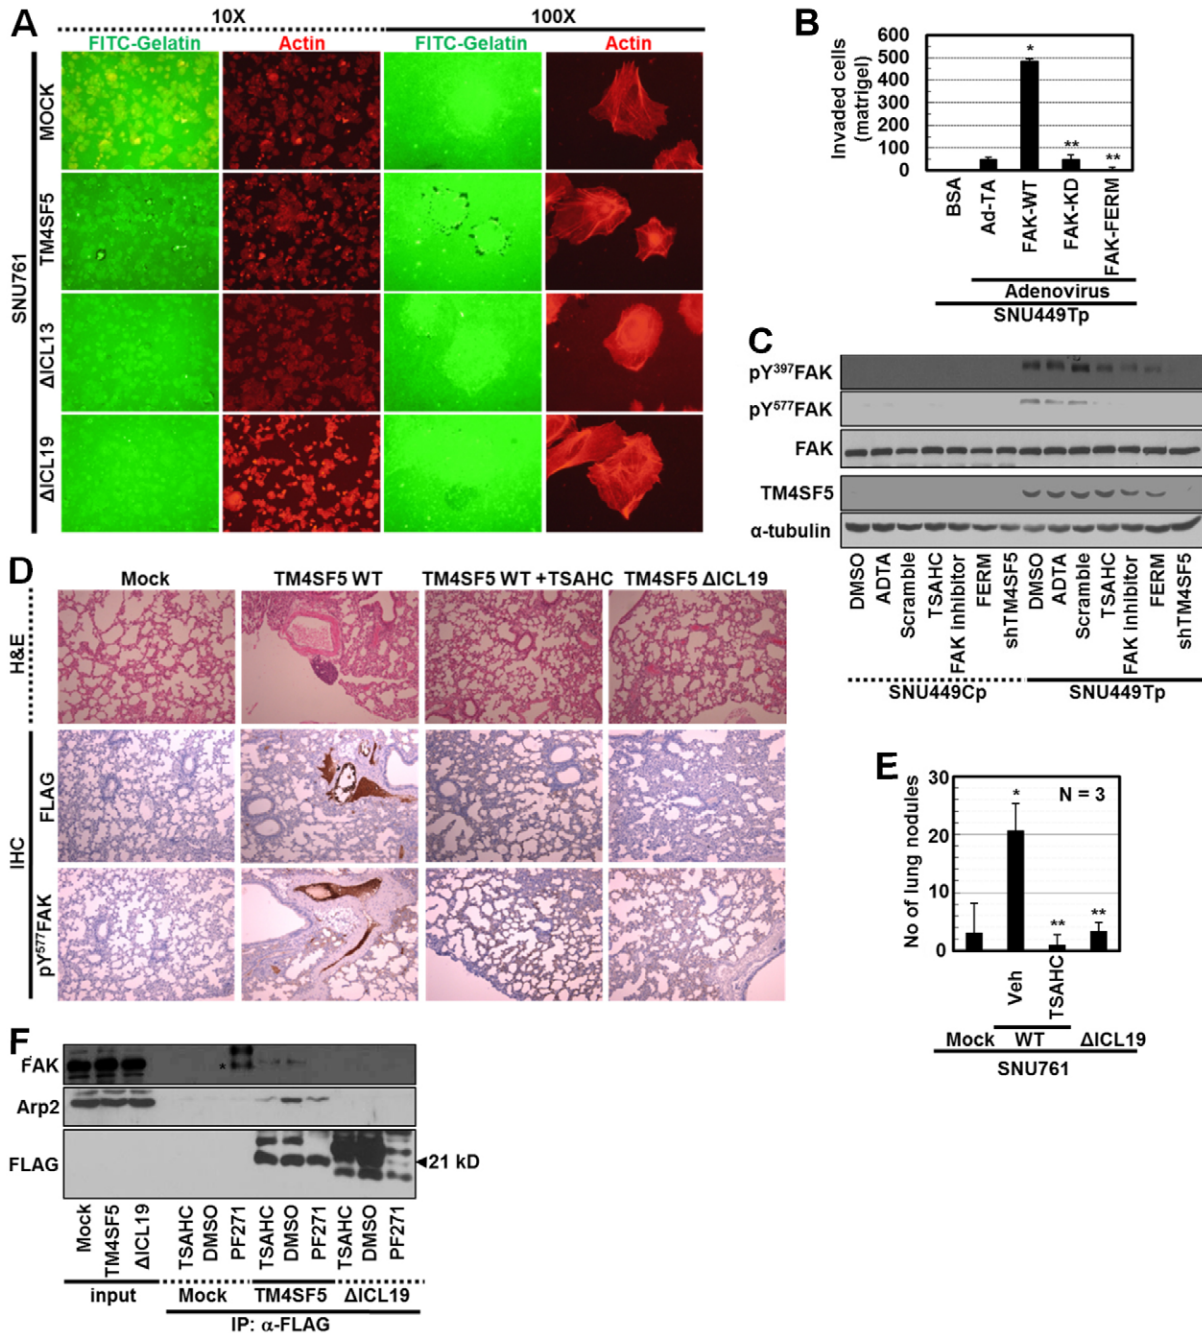 A
10X
100X
FITC-Gelatin
Actin
FITC-Gelatin
Actin
SNU761
MOCK
TM4SF5
ΔICL13
ΔICL19
B
Invaded cells
(matrigel)
600
500
400
300
200
100
0
*
**
**
BSA
Ad-TA
FAK-WT
FAK-KD
FAK-FERM
Adenovirus
SNU449Tp
C
pY397FAK
pY577FAK
FAK
TM4SF5
α-tubulin
DMSO
ADTA
Scramble
TSAHC
FAK inhibitor
FERM
shTM4SF5
DMSO
ADTA
Scramble
TSAHC
FAK inhibitor
FERM
shTM4SF5
SNU449Cp
SNU449Tp
D
Mock
TM4SF5 WT
TM4SF5 WT +TSAHC
TM4SF5 ΔICL19
H&E
IHC
FLAG
pY577FAK
E
No of lung nodules
30
20
10
0
N = 3
*
**
**
Veh
TSAHC
Mock
WT
ΔICL19
SNU761
F
FAK
*
Arp2
FLAG
21 kD
Mock
TM4SF5
ΔICL19
TSAHC
DMSO
PF271
TSAHC
DMSO
PF271
TSAHC
DMSO
PF271
input
Mock
TM4SF5
ΔICL19
IP: α-FLAG